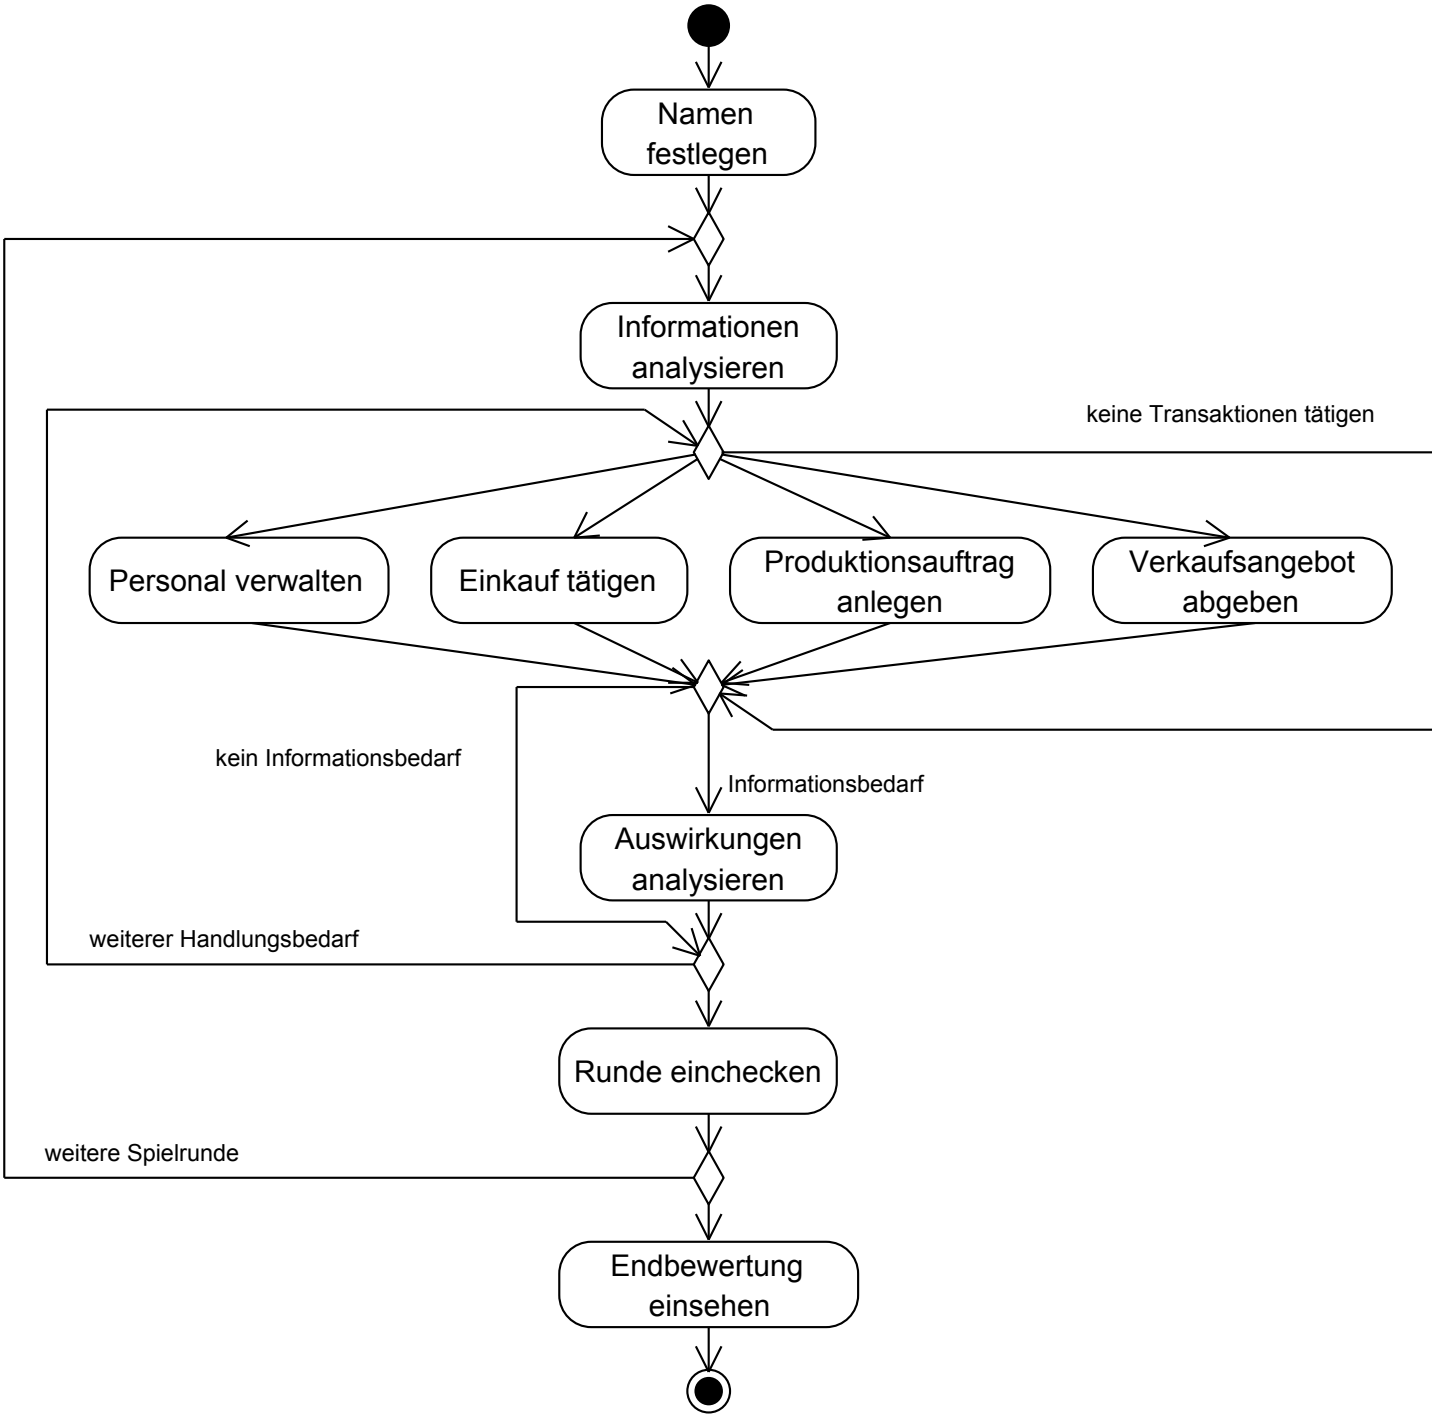 Namen
festlegen
Informationen
analysieren
keine Transaktionen tätigen
Personal verwalten
Einkauf tätigen
Produktionsauftrag
anlegen
Verkaufsangebot
abgeben
kein Informationsbedarf
Informationsbedarf
Auswirkungen
analysieren
weiterer Handlungsbedarf
Runde einchecken
weitere Spielrunde
Endbewertung
einsehen